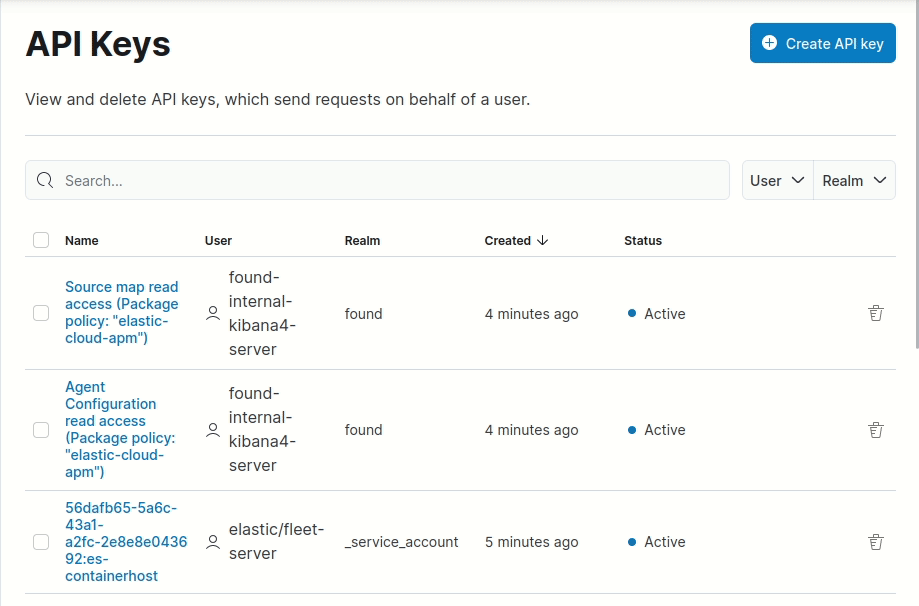 API Keys
Create API key
View and delete API keys, which send requests on behalf of a user.
Search...
User
Realm
Name
User
Realm
Created
Status
Source map read
access (Package
policy: "elastic-
cloud-apm")
found-
internal-
kibana4-
server
found
4 minutes ago
Active
Agent
Configuration
read access
(Package policy:
"elastic-cloud-
apm")
found-
internal-
kibana4-
server
found
4 minutes ago
Active
56dafb65-5a6c-
43a1-
a2fc-2e8e8e0436
92:es-
containerhost
elastic/fleet-
server
_service_account
5 minutes ago
Active